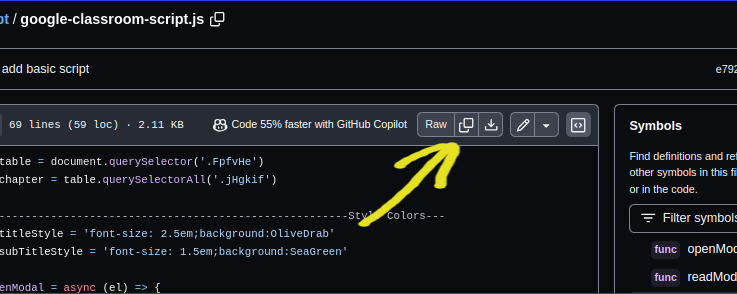 pt / google-classroom-script.js
add basic script
e792
69 lines (59 loc) · 2.11 KB
Code 55% faster with GitHub Copilot
Raw
table = document.querySelector('.FpfvHe')
chapter = table.querySelectorAll('.jHgkif')
---------------------------------------------------------Style Colors---
titleStyle = 'font-size: 2.5em;background:OliveDrab'
subTitleStyle = 'font-size: 1.5em;background:SeaGreen'
enModal = async (el) => {
Symbols
Find definitions and ref
other symbols in this fil
or in the code.
Filter symbols
func openMod
func readMod